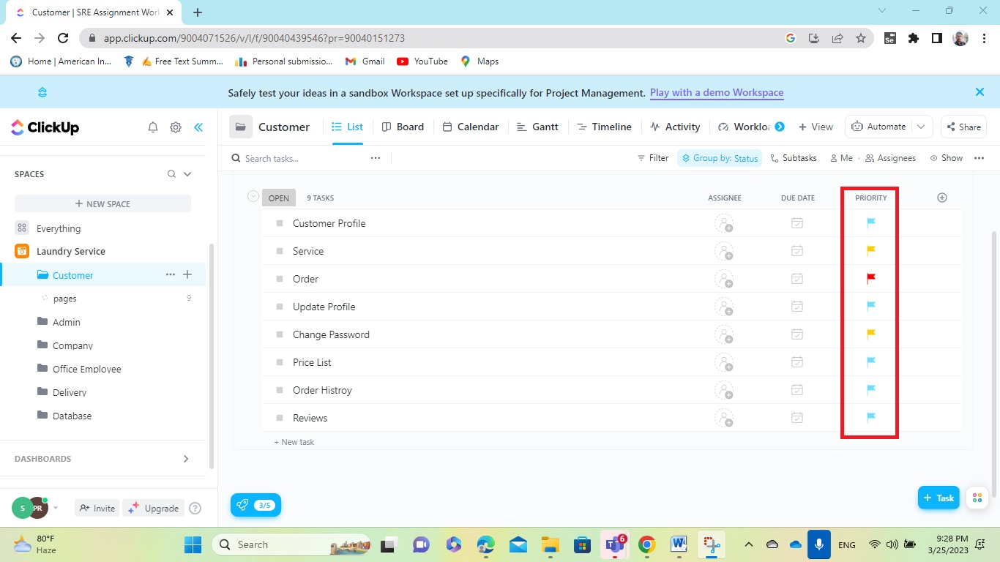 Customer | SRE Assignment Worl
app.clickup.com/9004071526/v/l/f/90040439546?pr=90040151273
Se
Home | American In...
Free Text Summ...
Personal submissio...
Gmail
YouTube
Maps
Safely test your ideas in a sandbox Workspace set up specifically for Project Management. Play with a demo Workspace
ClickUp
Customer
List
Board
Calendar
Gantt
Timeline
Activity
Workloa
+ View
Automate
Share
Search tasks...
Filter
Group by: Status
Subtasks
Me
Assignees
Show
SPACES
+ NEW SPACE
Everything
Laundry Service
Customer
pages 9
Admin
Company
Office Employee
Delivery
Database
DASHBOARDS
S PR
Invite
Upgrade
?
OPEN 9 TASKS ASSIGNEE DUE DATE PRIORITY
Customer Profile
Service
Order
Update Profile
Change Password
Price List
Order Histroy
Reviews
+ New task
3/5
+ Task
80°F
Haze
Search
6
ENG
9:28 PM
3/25/2023